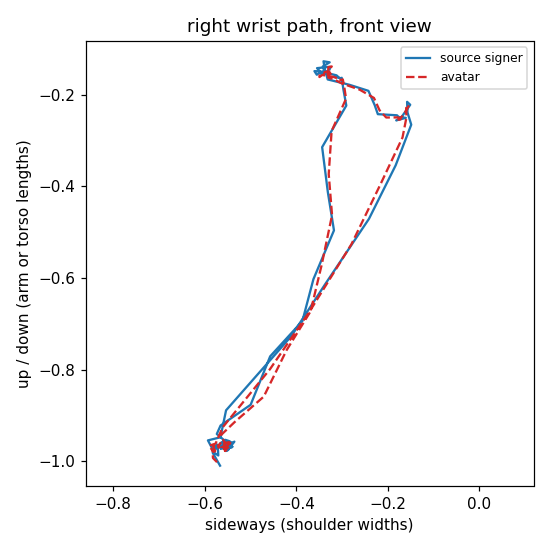 right wrist path, front view
source signer
avatar
up / down (arm or torso lengths)
−0.2
−0.4
−0.6
−0.8
−1.0
−0.8
−0.6
−0.4
−0.2
0.0
sideways (shoulder widths)